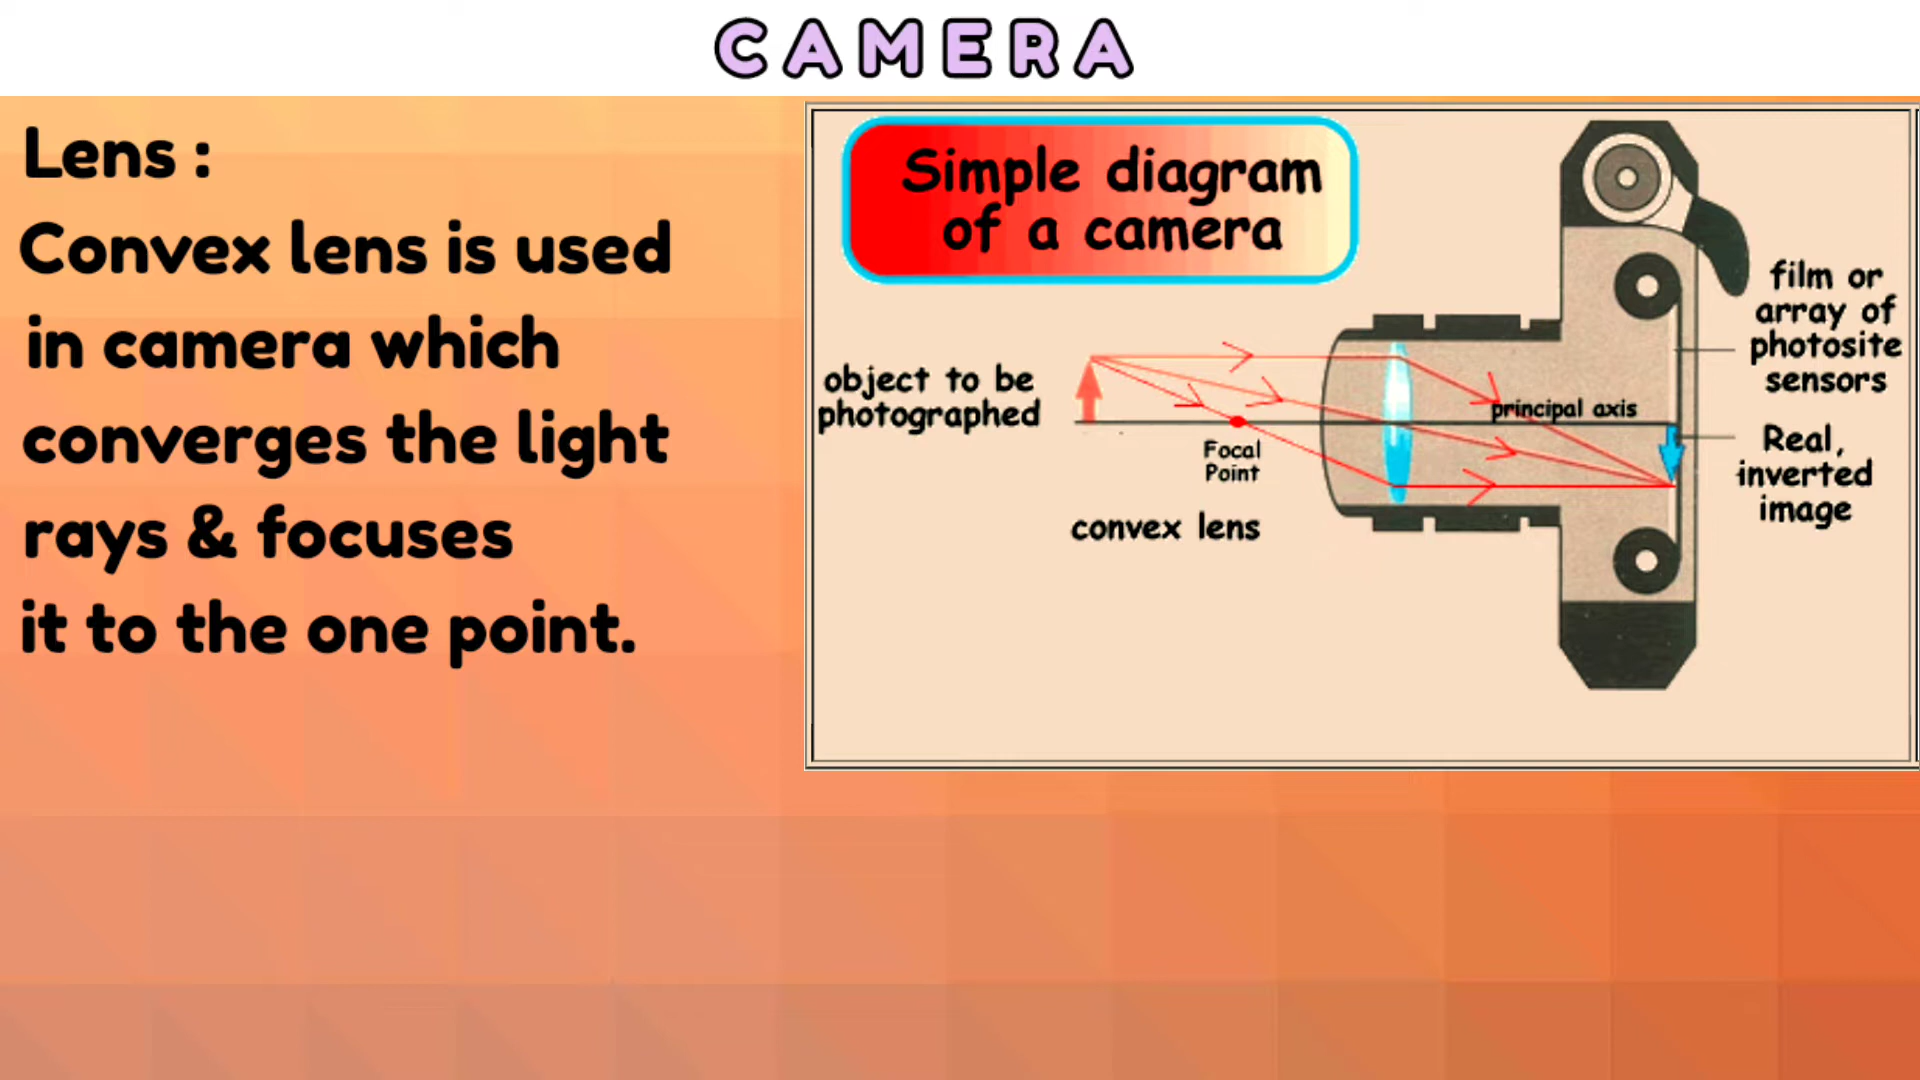 CAMERA
Lens :
Convex lens is used
in camera which
converges the light
rays & focuses
it to the one point.
Simple diagram
of a camera
object to be
photographed
Focal
Point
convex lens
principal axis
film or
array of
photosite
sensors
Real,
inverted
image